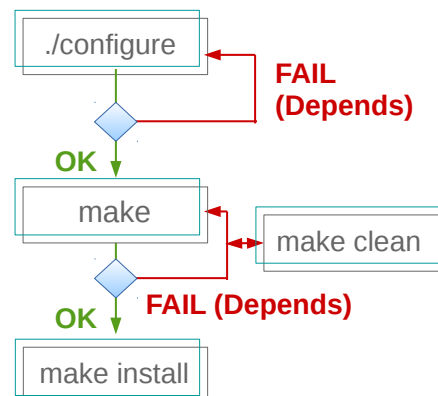 ./configure
FAIL
(Depends)
OK
make
make clean
FAIL (Depends)
OK
make install